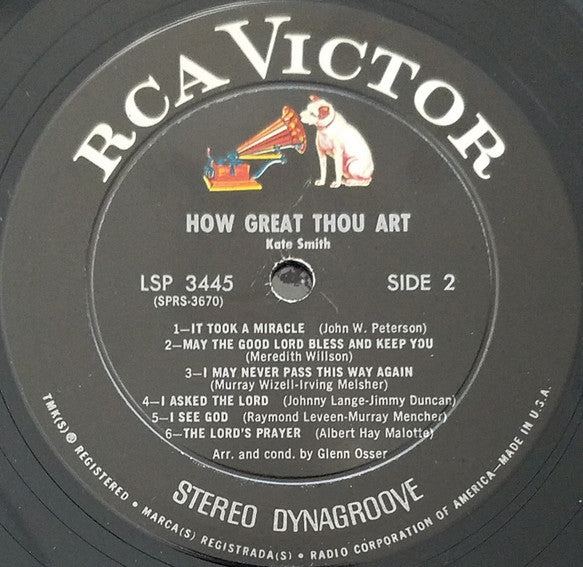 RCA VICTOR
HOW GREAT THOU ART
Kate Smith
LSP 3445
(SPRS-3670)
SIDE 2
1—IT TOOK A MIRACLE (John W. Peterson)
2—MAY THE GOOD LORD BLESS AND KEEP YOU
(Meredith Willson)
3—I MAY NEVER PASS THIS WAY AGAIN
(Murray Wizell-Irving Melsher)
4—I ASKED THE LORD (Johnny Lange-Jimmy Duncan)
5—I SEE GOD (Raymond Leveen-Murray Mencher)
6—THE LORD'S PRAYER (Albert Hay Malotte)
Arr. and cond. by Glenn Osser
STEREO DYNAGROOVE
TMK(S) ® REGISTERED • MARCA(S) REGISTRADA(S) • RADIO CORPORATION OF AMERICA—MADE IN U.S.A.